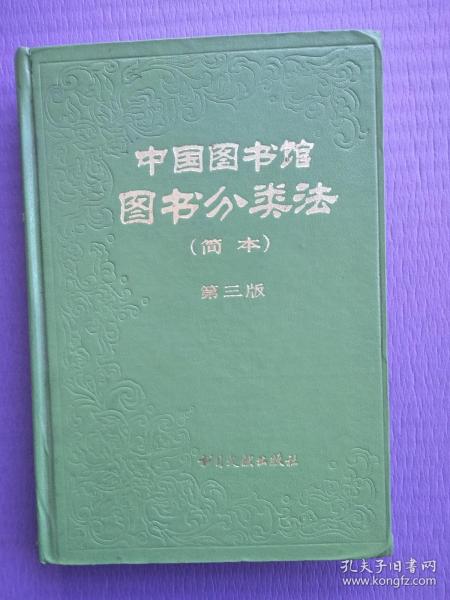 中国图书馆
图书分类法
(简本)
第三版
书目文献出版社
孔夫子旧书网
www.kongfz.com